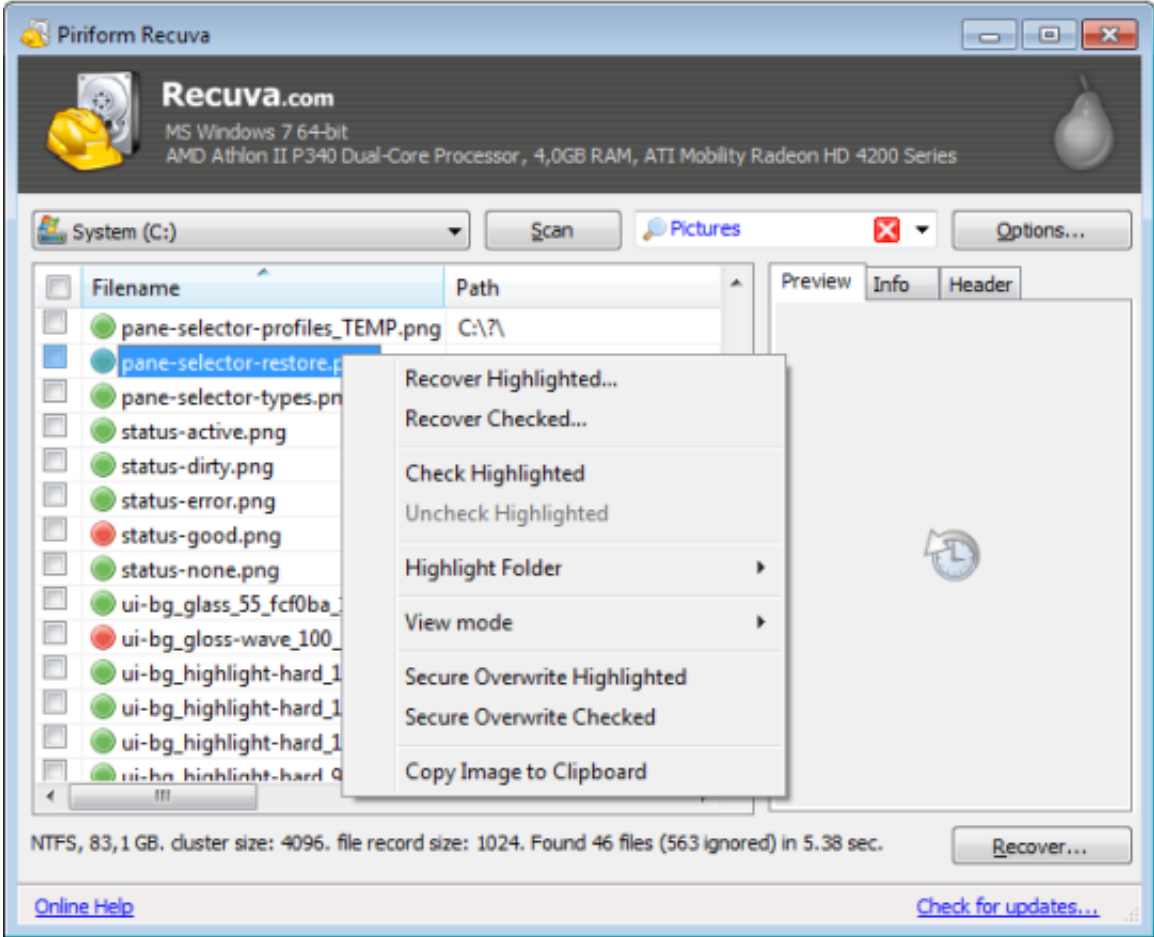 Piriform Recuva
Recuva.com
MS Windows 7 64-bit
AMD Athlon II P340 Dual-Core Processor, 4,0GB RAM, ATI Mobility Radeon HD 4200 Series
System (C:) Scan Pictures Options...
Filename Path
Preview Info Header
pane-selector-profiles_TEMP.png C:\?\
pane-selector-restore.p
pane-selector-types.pn
status-active.png
status-dirty.png
status-error.png
status-good.png
status-none.png
ui-bg_glass_55_fcf0ba_
ui-bg_gloss-wave_100_
ui-bg_highlight-hard_1
ui-bg_highlight-hard_1
ui-bg_highlight-hard_1
ui-bg_highlight-hard_9
Recover Highlighted...
Recover Checked...
Check Highlighted
Uncheck Highlighted
Highlight Folder
View mode
Secure Overwrite Highlighted
Secure Overwrite Checked
Copy Image to Clipboard
NTFS, 83,1 GB. cluster size: 4096. file record size: 1024. Found 46 files (563 ignored) in 5.38 sec.
Recover...
Online Help Check for updates...